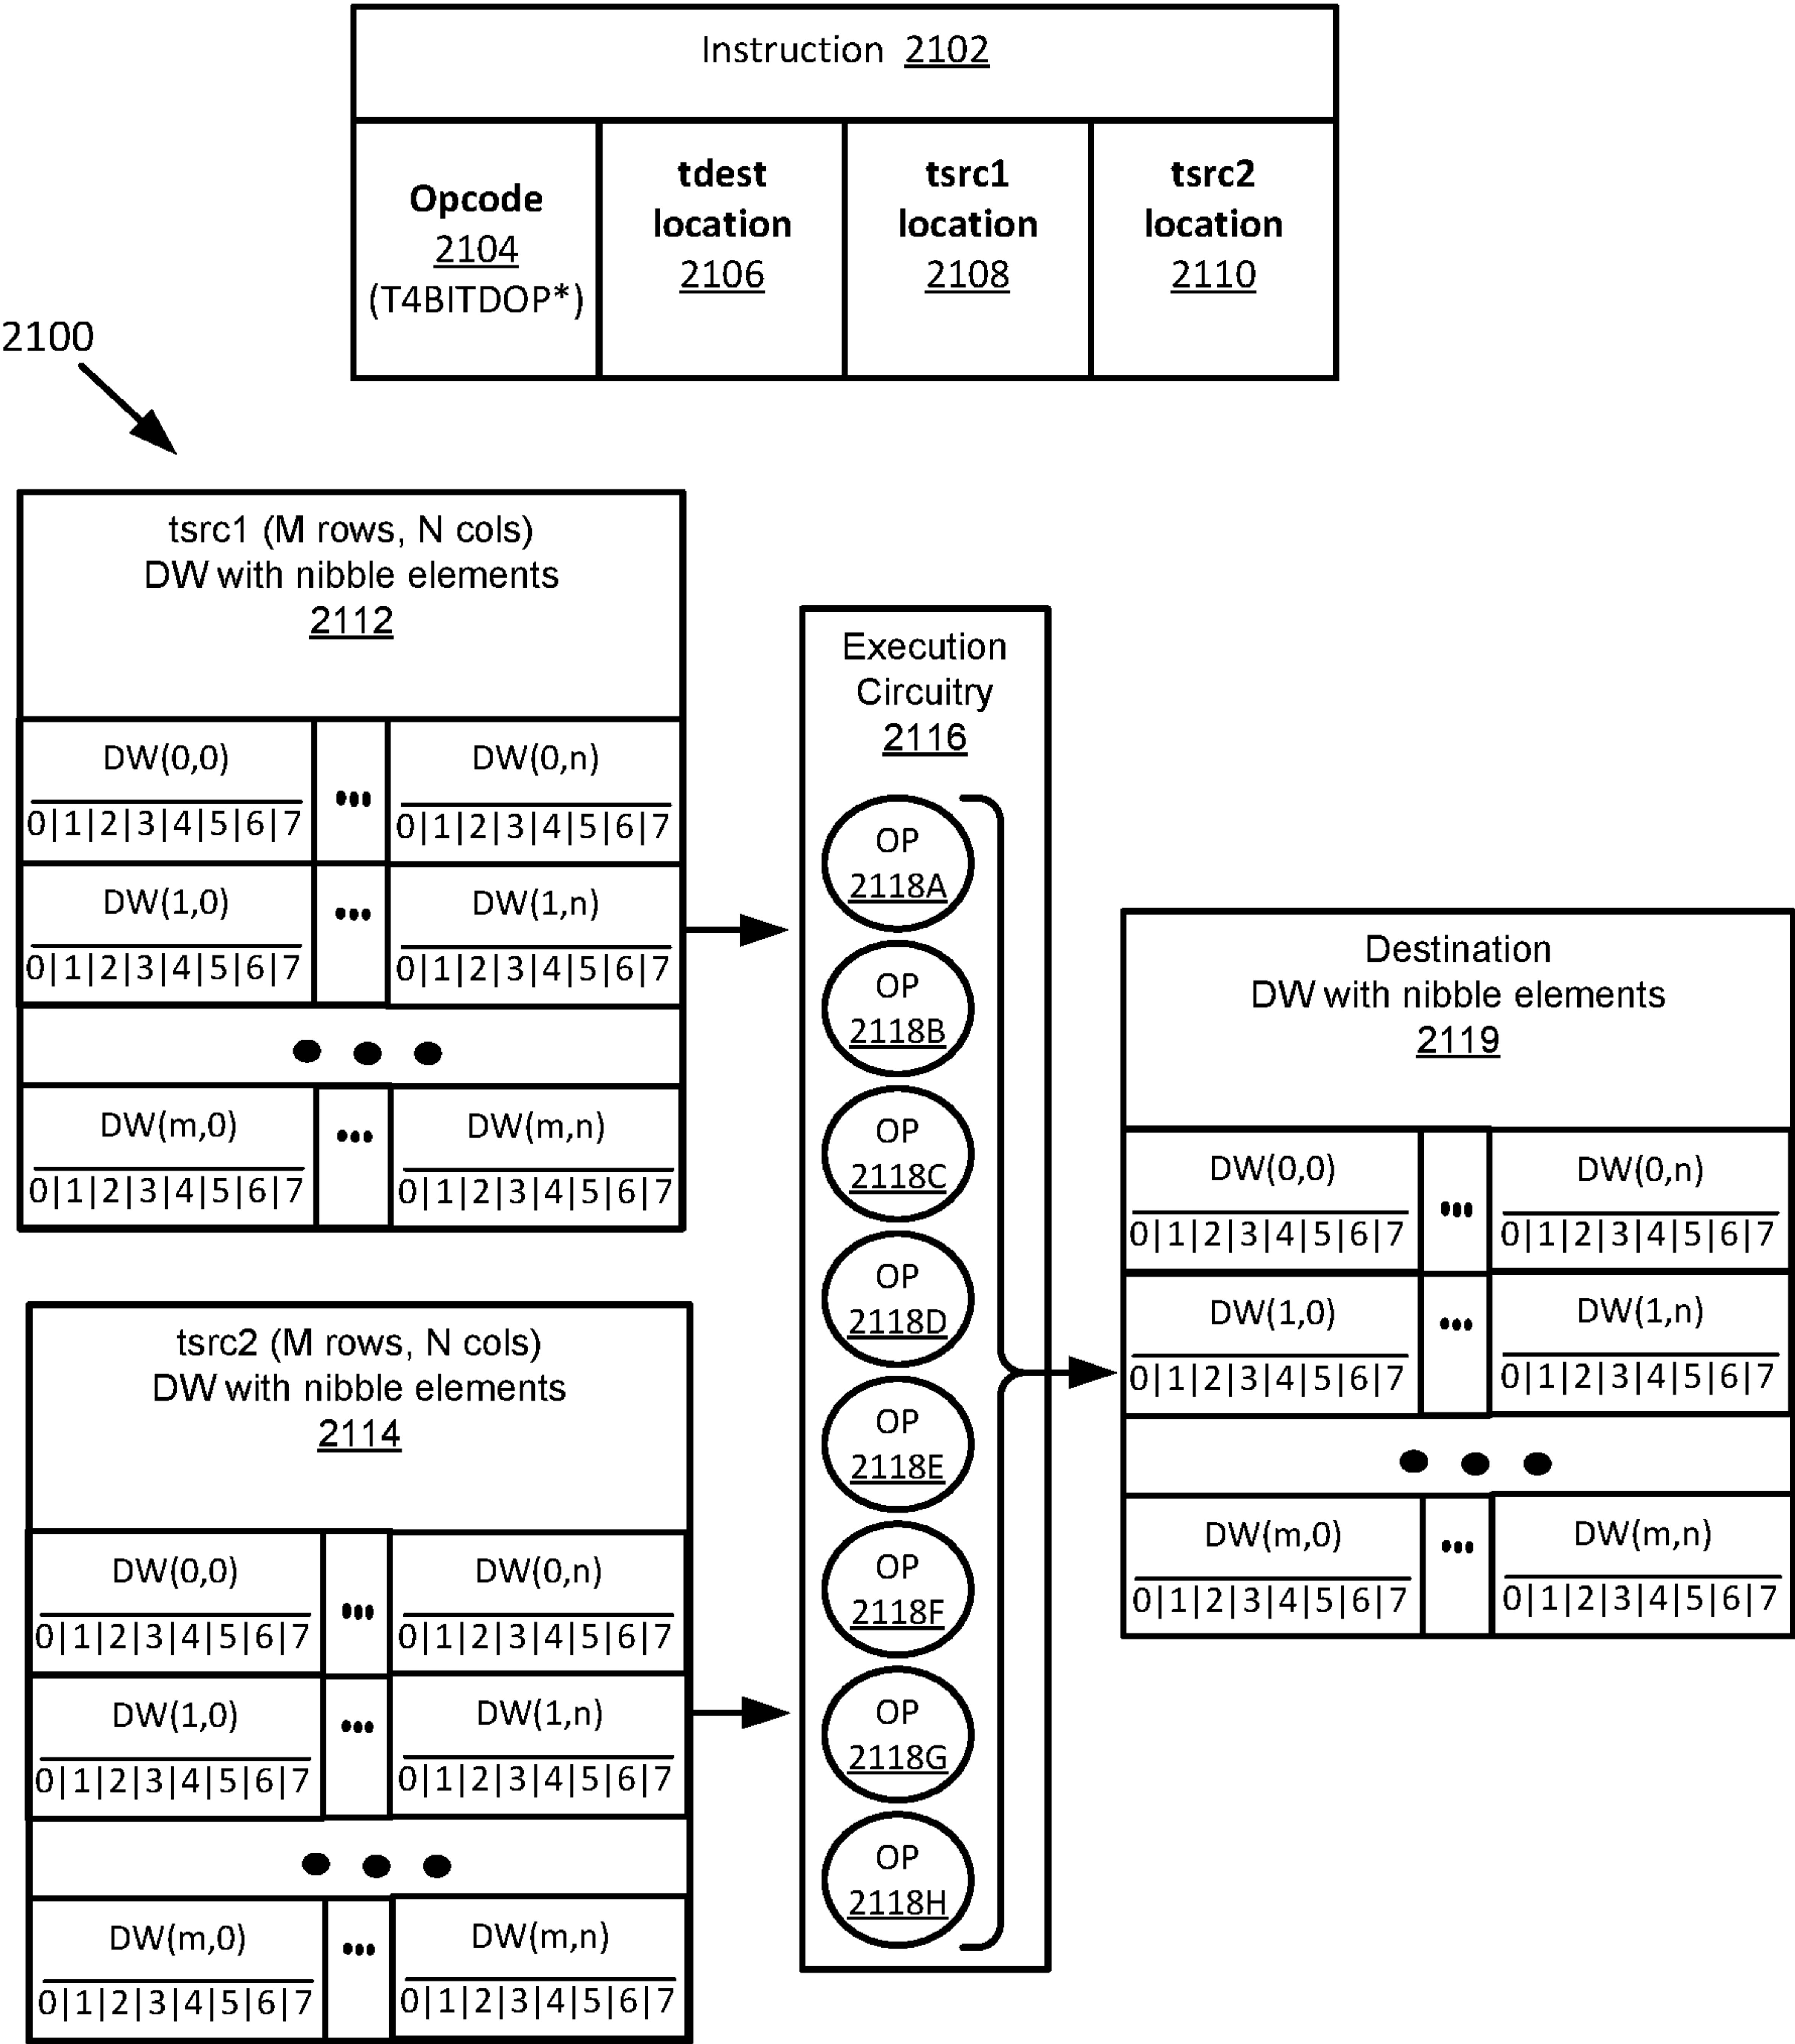 Instruction 2102
Opcode
2104
(T4BITDOP*)
tdest
location
2106
tsrc1
location
2108
tsrc2
location
2110
2100
tsrc1 (M rows, N cols)
DW with nibble elements
2112
DW(0,0)
0|1|2|3|4|5|6|7
...
DW(0,n)
0|1|2|3|4|5|6|7
DW(1,0)
0|1|2|3|4|5|6|7
...
DW(1,n)
0|1|2|3|4|5|6|7
● ● ●
DW(m,0)
0|1|2|3|4|5|6|7
...
DW(m,n)
0|1|2|3|4|5|6|7
tsrc2 (M rows, N cols)
DW with nibble elements
2114
DW(0,0)
0|1|2|3|4|5|6|7
...
DW(0,n)
0|1|2|3|4|5|6|7
DW(1,0)
0|1|2|3|4|5|6|7
...
DW(1,n)
0|1|2|3|4|5|6|7
● ● ●
DW(m,0)
0|1|2|3|4|5|6|7
...
DW(m,n)
0|1|2|3|4|5|6|7
Execution
Circuitry
2116
OP
2118A
OP
2118B
OP
2118C
OP
2118D
OP
2118E
OP
2118F
OP
2118G
OP
2118H
Destination
DW with nibble elements
2119
DW(0,0)
0|1|2|3|4|5|6|7
...
DW(0,n)
0|1|2|3|4|5|6|7
DW(1,0)
0|1|2|3|4|5|6|7
...
DW(1,n)
0|1|2|3|4|5|6|7
● ● ●
DW(m,0)
0|1|2|3|4|5|6|7
...
DW(m,n)
0|1|2|3|4|5|6|7